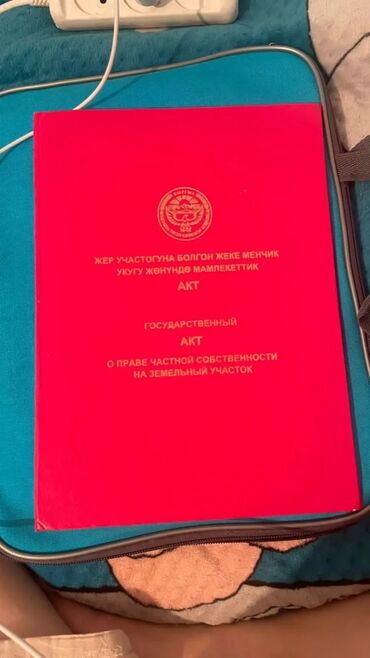 ЖЕР УЧАСТОГУНА БОЛГОН ЖЕКЕ МЕНЧИК
УКУГУ ЖӨНҮНДӨ МАМЛЕКЕТТИК
АКТ
ГОСУДАРСТВЕННЫЙ
АКТ
О ПРАВЕ ЧАСТНОЙ СОБСТВЕННОСТИ
НА ЗЕМЕЛЬНЫЙ УЧАСТОК